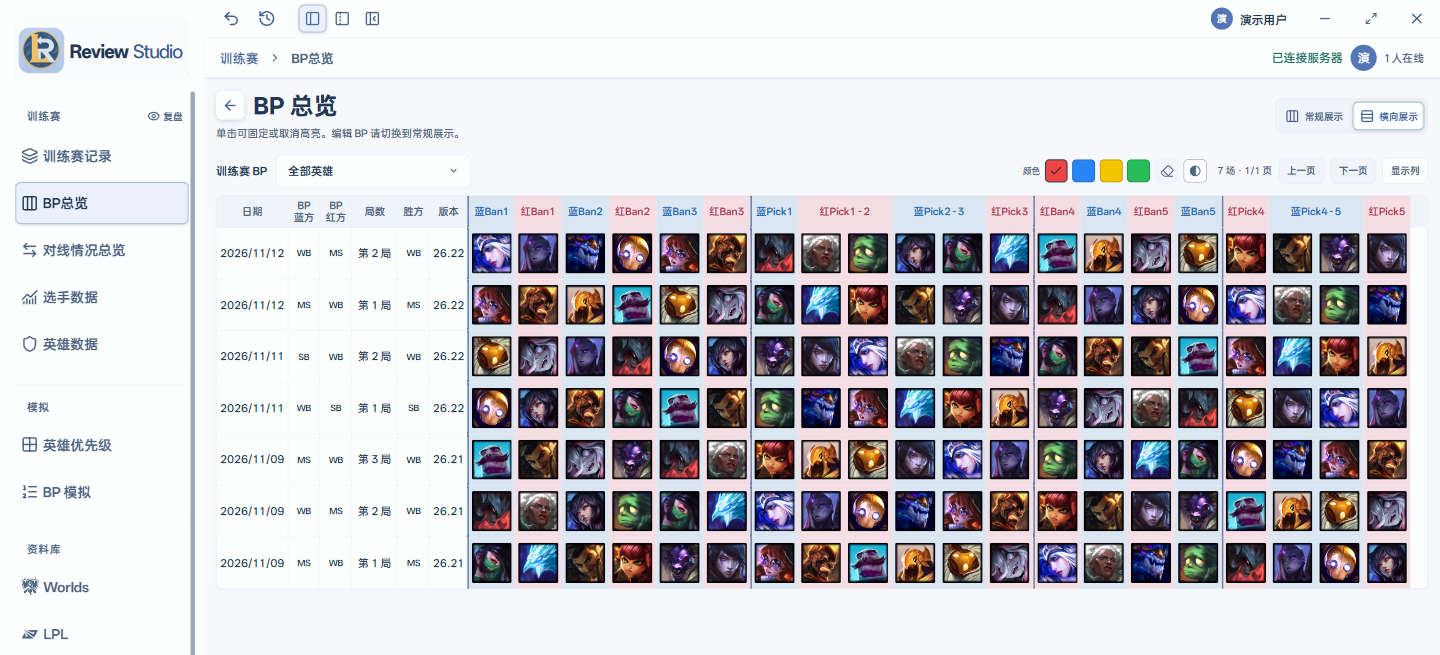 演 演示用户
Review Studio
训练赛 > BP总览
已连接服务器 演 1人在线
训练赛 复盘
训练赛记录
BP总览
对线情况总览
选手数据
英雄数据
模拟
英雄优先级
BP 模拟
资料库
Worlds
LPL
BP 总览
单击可固定或取消高亮。编辑 BP 请切换到常规展示。
常规展示 横向展示
训练赛 BP 全部英雄
颜色 7 场 · 1/1 页 上一页 下一页 显示列
日期 BP 蓝方 BP 红方 局数 胜方 版本 蓝Ban1 红Ban1 蓝Ban2 红Ban2 蓝Ban3 红Ban3 蓝Pick1 红Pick1-2 蓝Pick2-3 红Pick3 红Ban4 蓝Ban4 红Ban5 蓝Ban5 红Pick4 蓝Pick4-5 红Pick5
2026/11/12 WB MS 第 2 局 WB 26.22
2026/11/12 MS WB 第 1 局 MS 26.22
2026/11/11 SB WB 第 2 局 WB 26.22
2026/11/11 WB SB 第 1 局 SB 26.22
2026/11/09 MS WB 第 3 局 WB 26.21
2026/11/09 WB MS 第 2 局 WB 26.21
2026/11/09 MS WB 第 1 局 MS 26.21